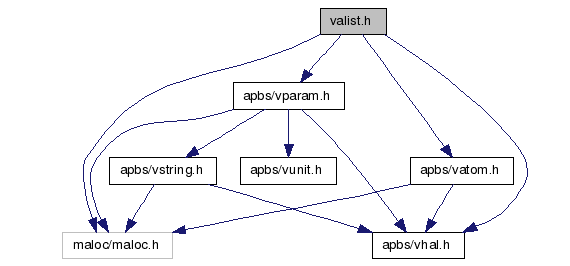 valist.h
apbs/vparam.h
apbs/vstring.h
apbs/vunit.h
apbs/vatom.h
maloc/maloc.h
apbs/vhal.h